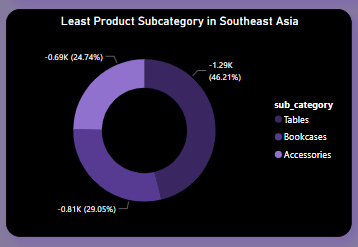 Least Product Subcategory in Southeast Asia
-0.69K (24.74%)
-1.29K
(46.21%)
sub_category
Tables
Bookcases
Accessories
-0.81K (29.05%)